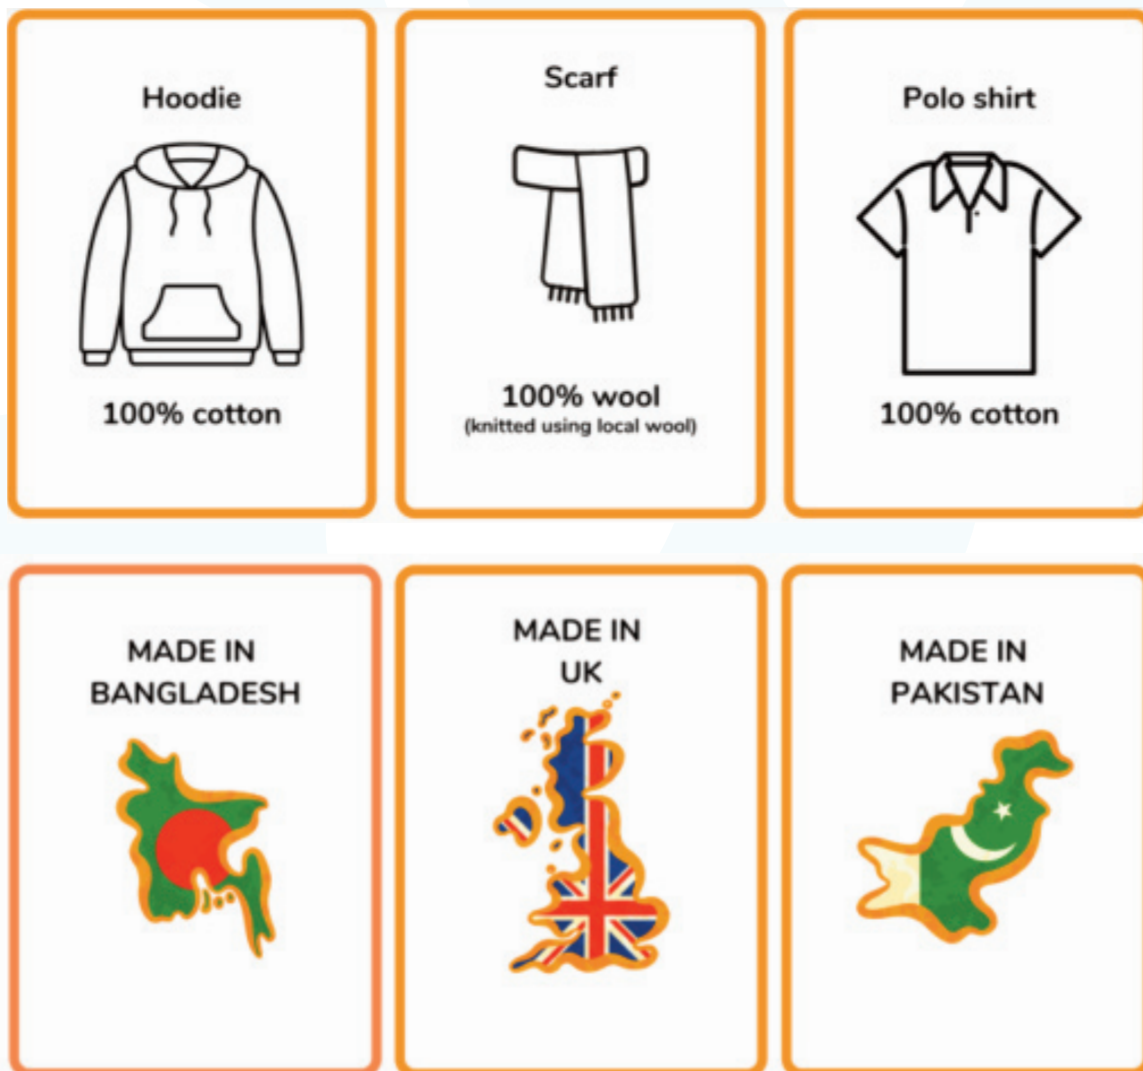 Hoodie
100% cotton
Scarf
100% wool
(knitted using local wool)
Polo shirt
100% cotton
MADE IN
BANGLADESH
MADE IN
UK
MADE IN
PAKISTAN